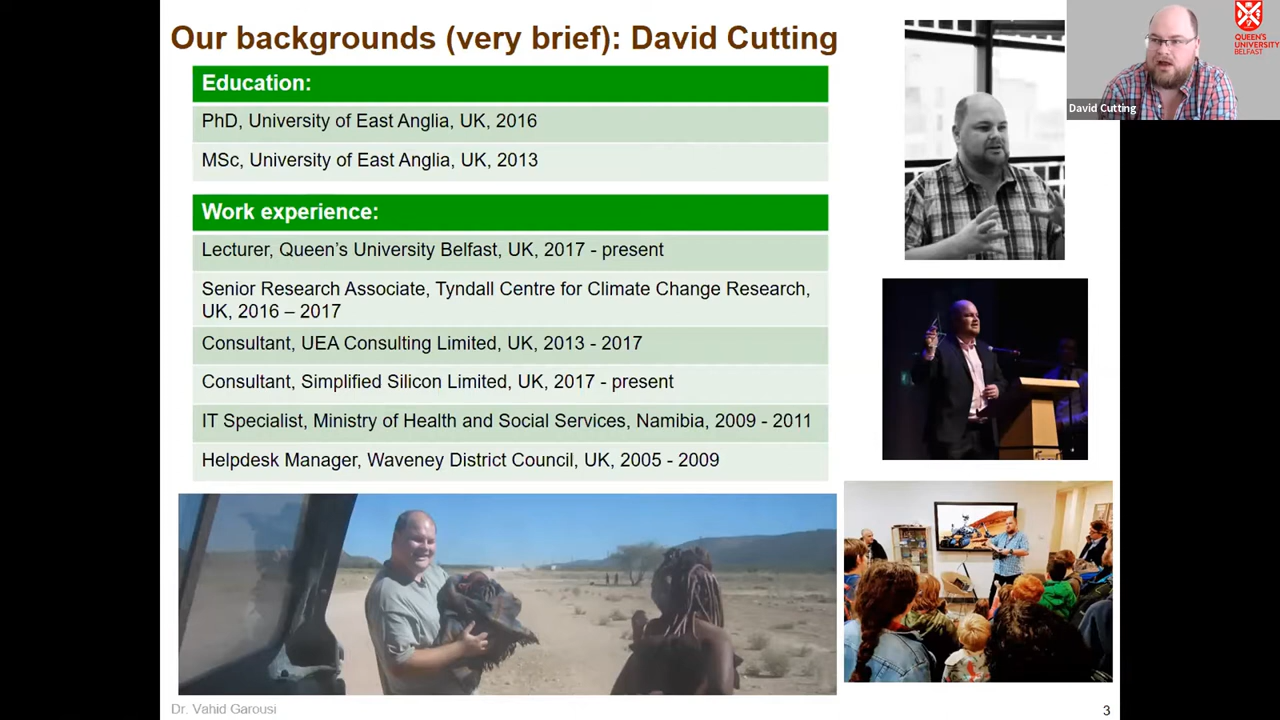 Our backgrounds (very brief): David Cutting
Education:
PhD, University of East Anglia, UK, 2016
MSc, University of East Anglia, UK, 2013
Work experience:
Lecturer, Queen’s University Belfast, UK, 2017 - present
Senior Research Associate, Tyndall Centre for Climate Change Research,
UK, 2016 – 2017
Consultant, UEA Consulting Limited, UK, 2013 - 2017
Consultant, Simplified Silicon Limited, UK, 2017 - present
IT Specialist, Ministry of Health and Social Services, Namibia, 2009 - 2011
Helpdesk Manager, Waveney District Council, UK, 2005 - 2009
Dr. Vahid Garousi
3
David Cutting
QUEEN'S
UNIVERSITY
BELFAST